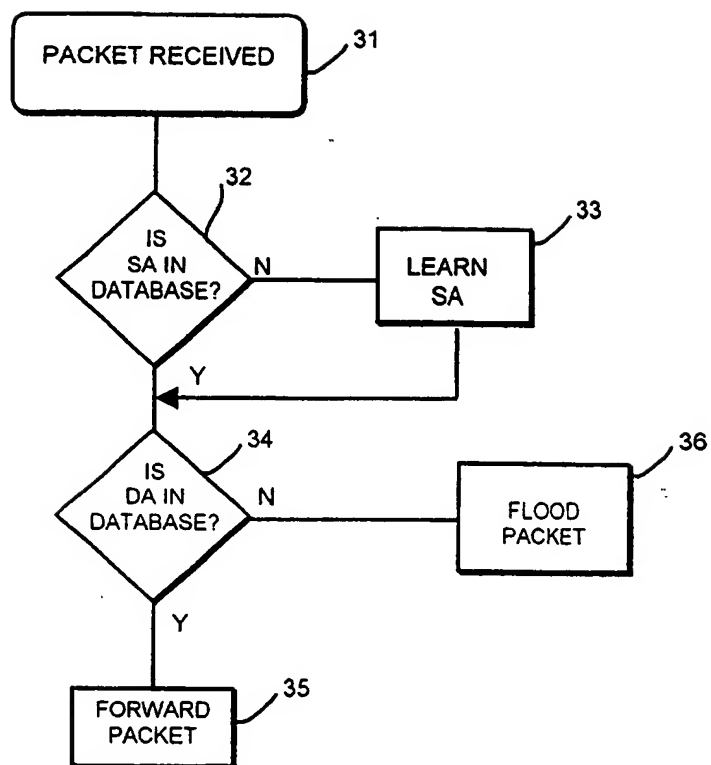 PACKET RECEIVED
31
32
IS
SA IN
DATABASE?
N
33
LEARN
SA
Y
34
IS
DA IN
DATABASE?
N
36
FLOOD
PACKET
Y
35
FORWARD
PACKET